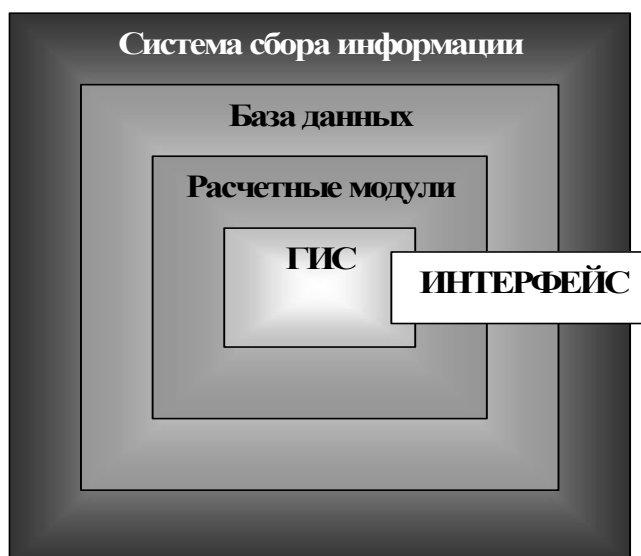 Система сбора информации
База данных
Расчетные модули
ГИС
ИНТЕРФЕЙС